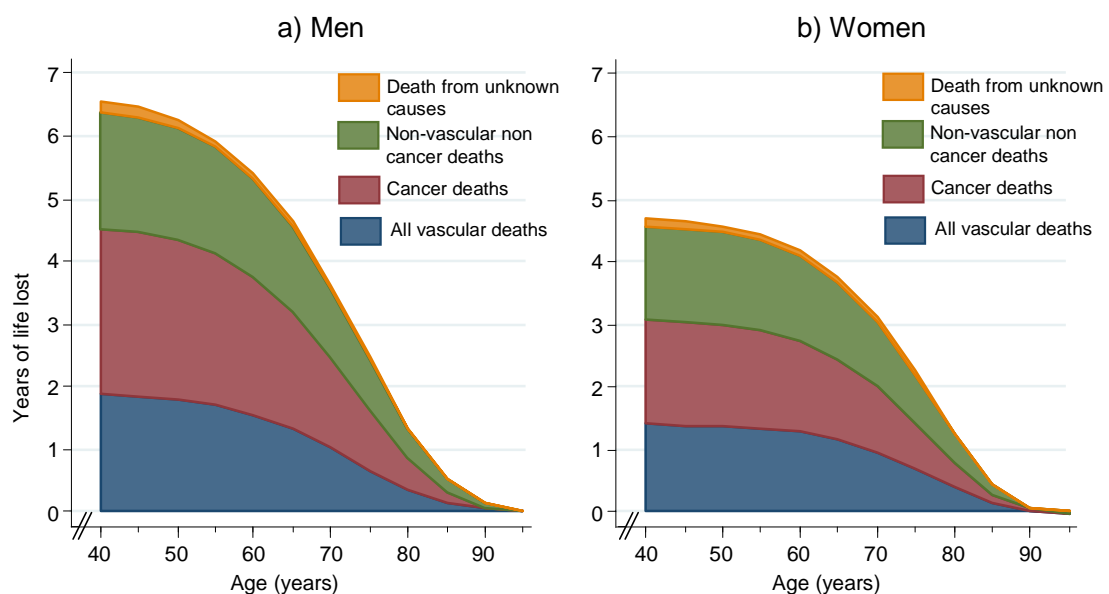 a) Men
7
6
5
4
3
2
1
0
Years of life lost
Death from unknown
causes
Non-vascular non
cancer deaths
Cancer deaths
All vascular deaths
40 50 60 70 80 90
Age (years)
b) Women
7
6
5
4
3
2
1
0
Death from unknown
causes
Non-vascular non
cancer deaths
Cancer deaths
All vascular deaths
40 50 60 70 80 90
Age (years)